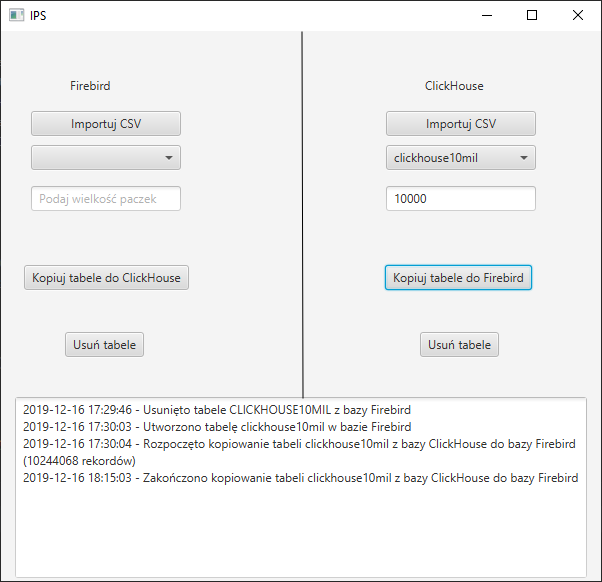 IPS
Firebird
ClickHouse
Importuj CSV
Importuj CSV
clickhouse10mil
Podaj wielkość paczek
10000
Kopiuj tabele do ClickHouse
Kopiuj tabele do Firebird
Usuń tabele
Usuń tabele
2019-12-16 17:29:46 - Usunięto tabele CLICKHOUSE10MIL z bazy Firebird
2019-12-16 17:30:03 - Utworzono tabelę clickhouse10mil w bazie Firebird
2019-12-16 17:30:04 - Rozpoczęto kopiowanie tabeli clickhouse10mil z bazy ClickHouse do bazy Firebird
(10244068 rekordów)
2019-12-16 18:15:03 - Zakończono kopiowanie tabeli clickhouse10mil z bazy ClickHouse do bazy Firebird